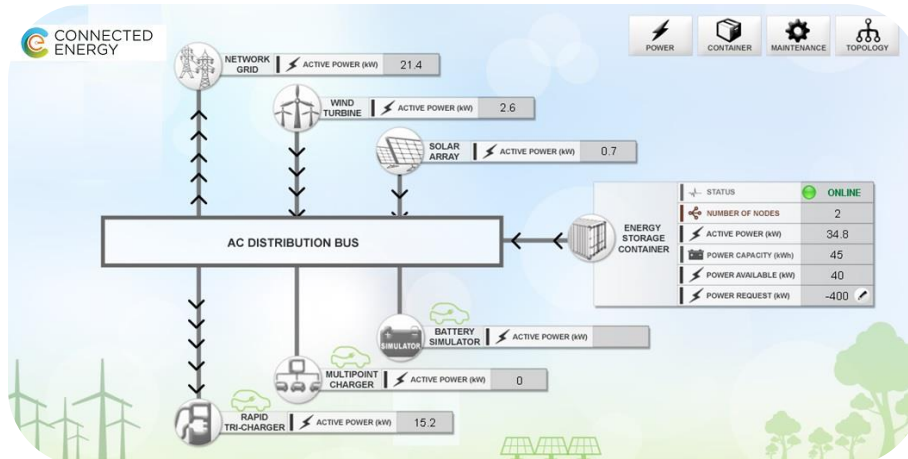 CONNECTED
ENERGY
POWER
CONTAINER
MAINTENANCE
TOPOLOGY
NETWORK
GRID
ACTIVE POWER (kW) 21.4
WIND
TURBINE
ACTIVE POWER (kW) 2.6
SOLAR
ARRAY
ACTIVE POWER (kW) 0.7
AC DISTRIBUTION BUS
ENERGY
STORAGE
CONTAINER
STATUS ONLINE
NUMBER OF NODES 2
ACTIVE POWER (kW) 34.8
POWER CAPACITY (kWh) 45
POWER AVAILABLE (kW) 40
POWER REQUEST (kW) -400
SIMULATOR
BATTERY
SIMULATOR
ACTIVE POWER (kW)
MULTIPOINT
CHARGER
ACTIVE POWER (kW) 0
RAPID
TRI-CHARGER
ACTIVE POWER (kW) 15.2